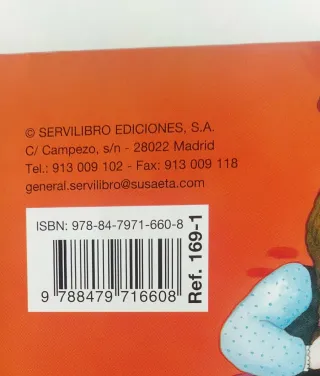 © SERVILIBRO EDICIONES, S.A.
C/ Campezo, s/n - 28022 Madrid
Tel.: 913 009 102 - Fax: 913 009 118
general.servilibro@susaeta.com
ISBN: 978-84-7971-660-8
9 788479 716608
Ref. 169-1